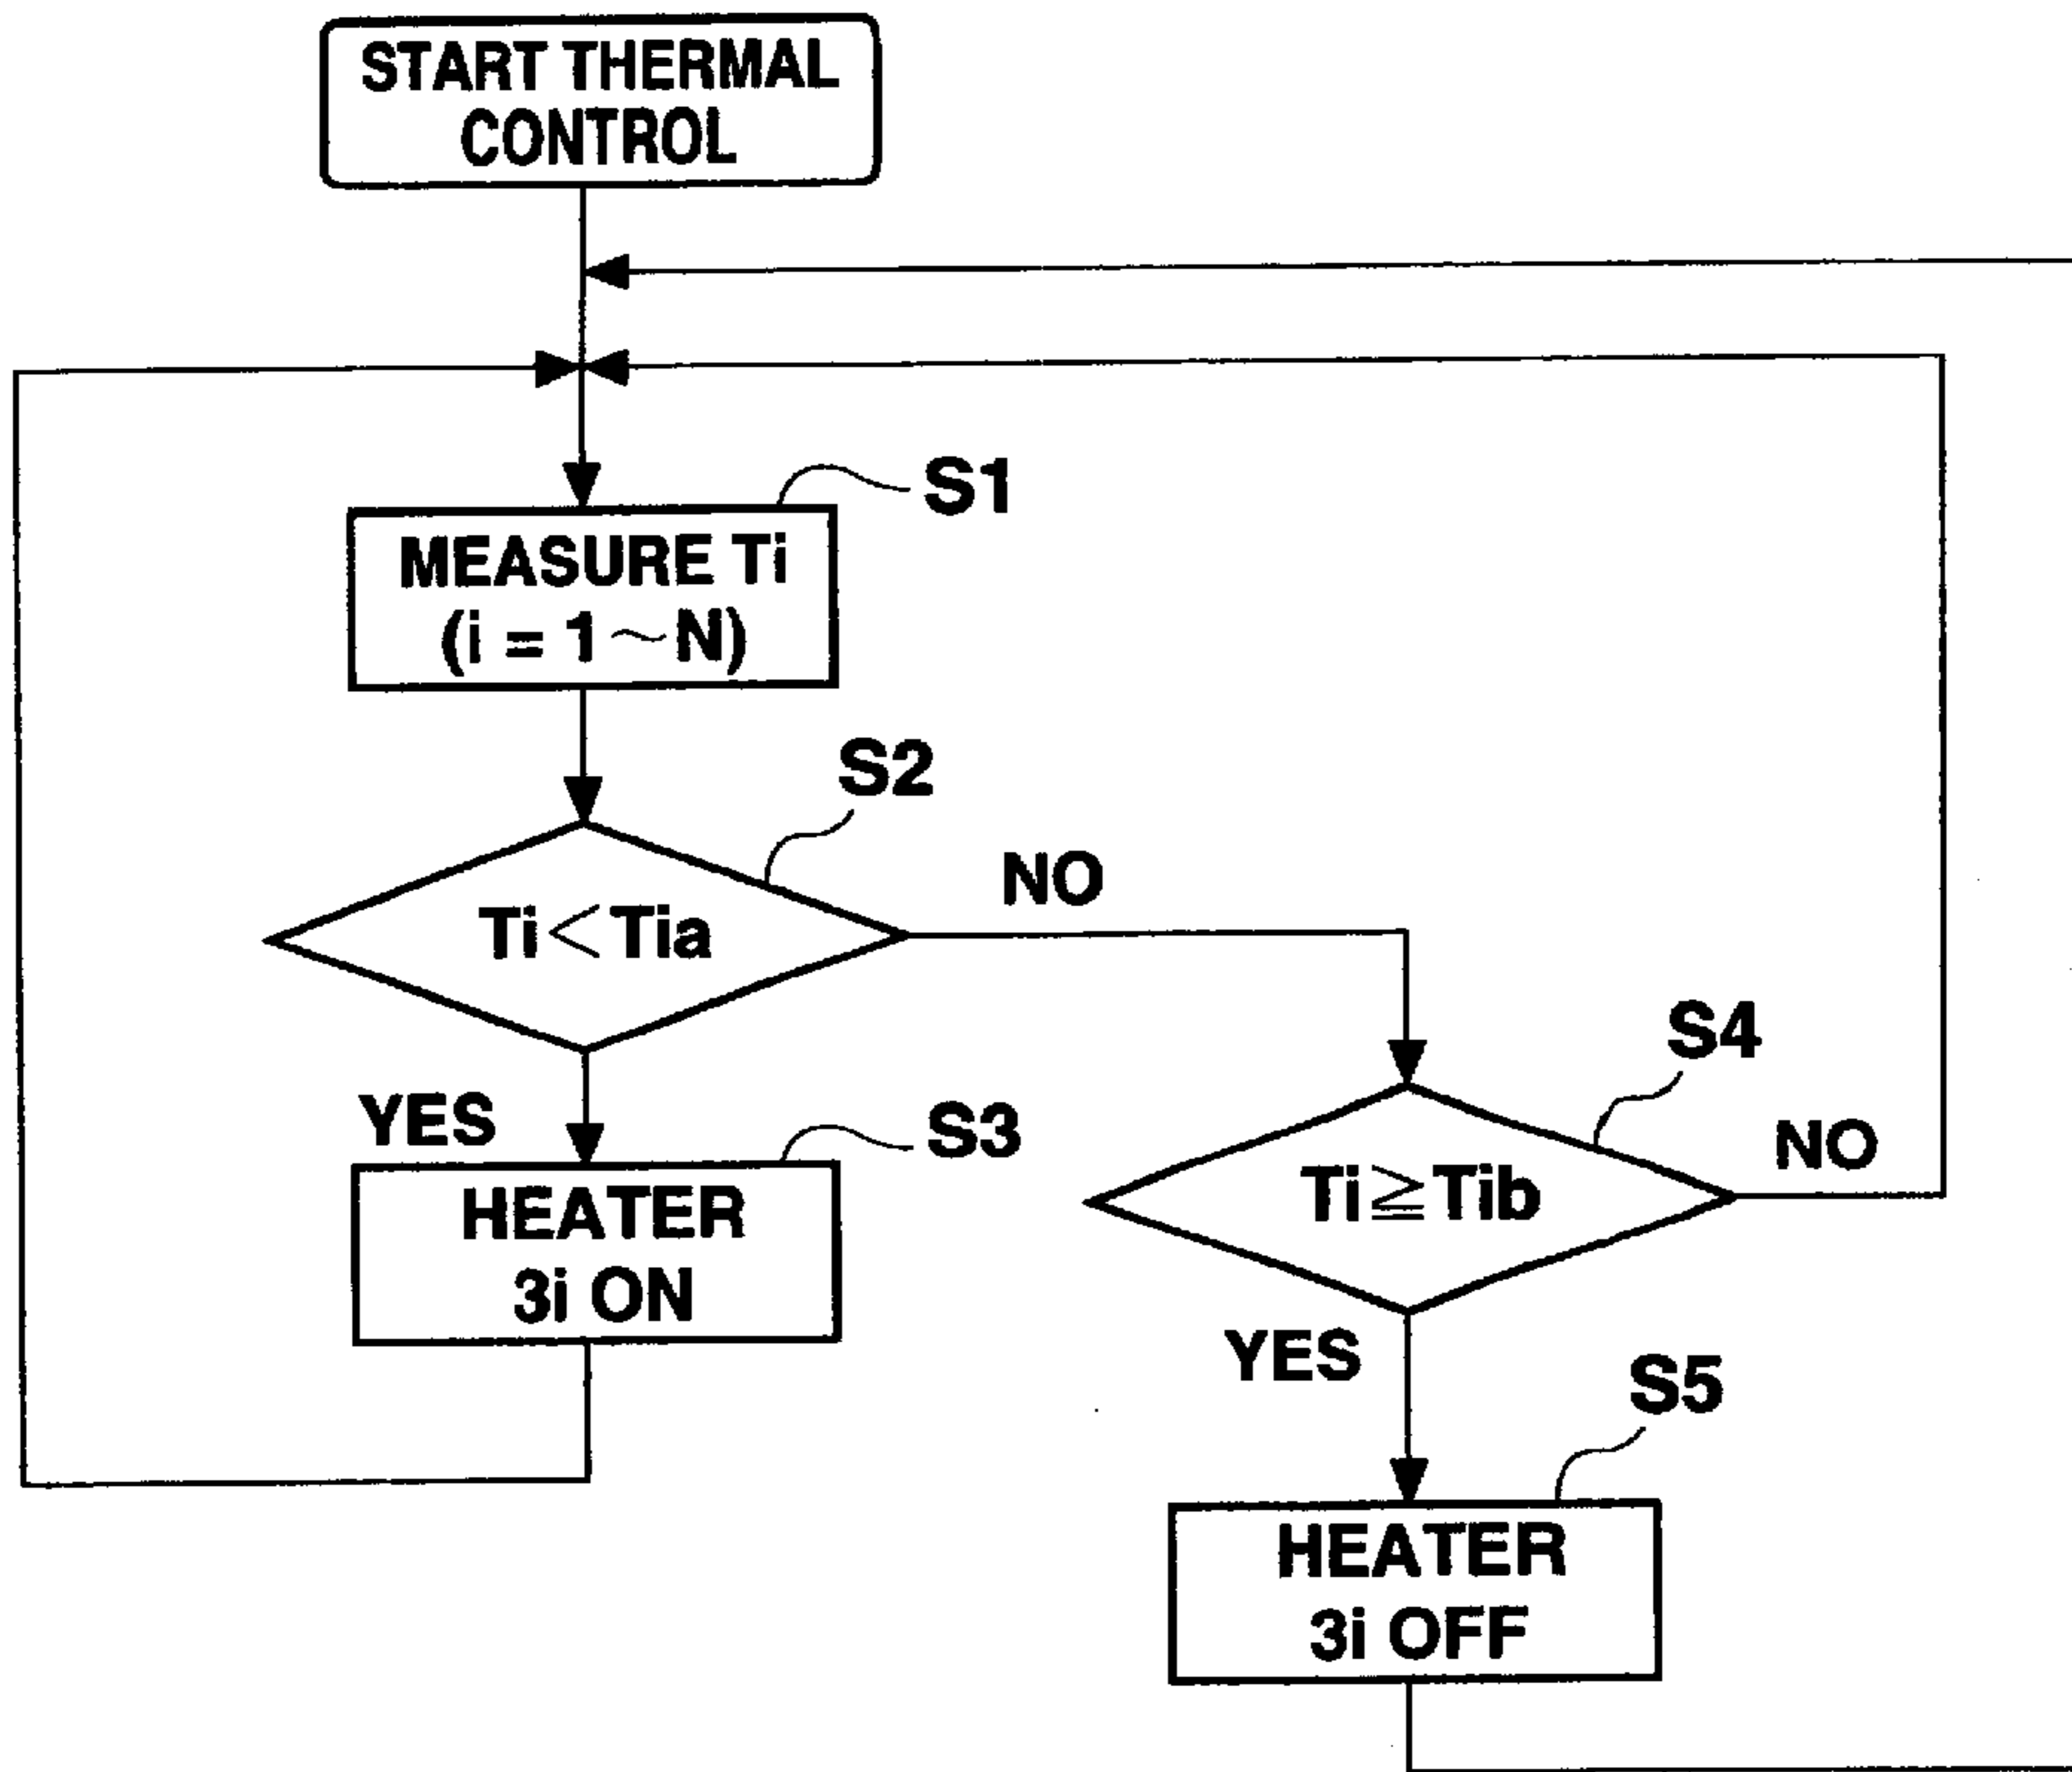 START THERMAL
CONTROL
S1
MEASURE Ti
(i = 1～N)
S2
Ti＜Tia
NO
YES
S3
HEATER
3i ON
S4
Ti≧Tib
NO
YES
S5
HEATER
3i OFF